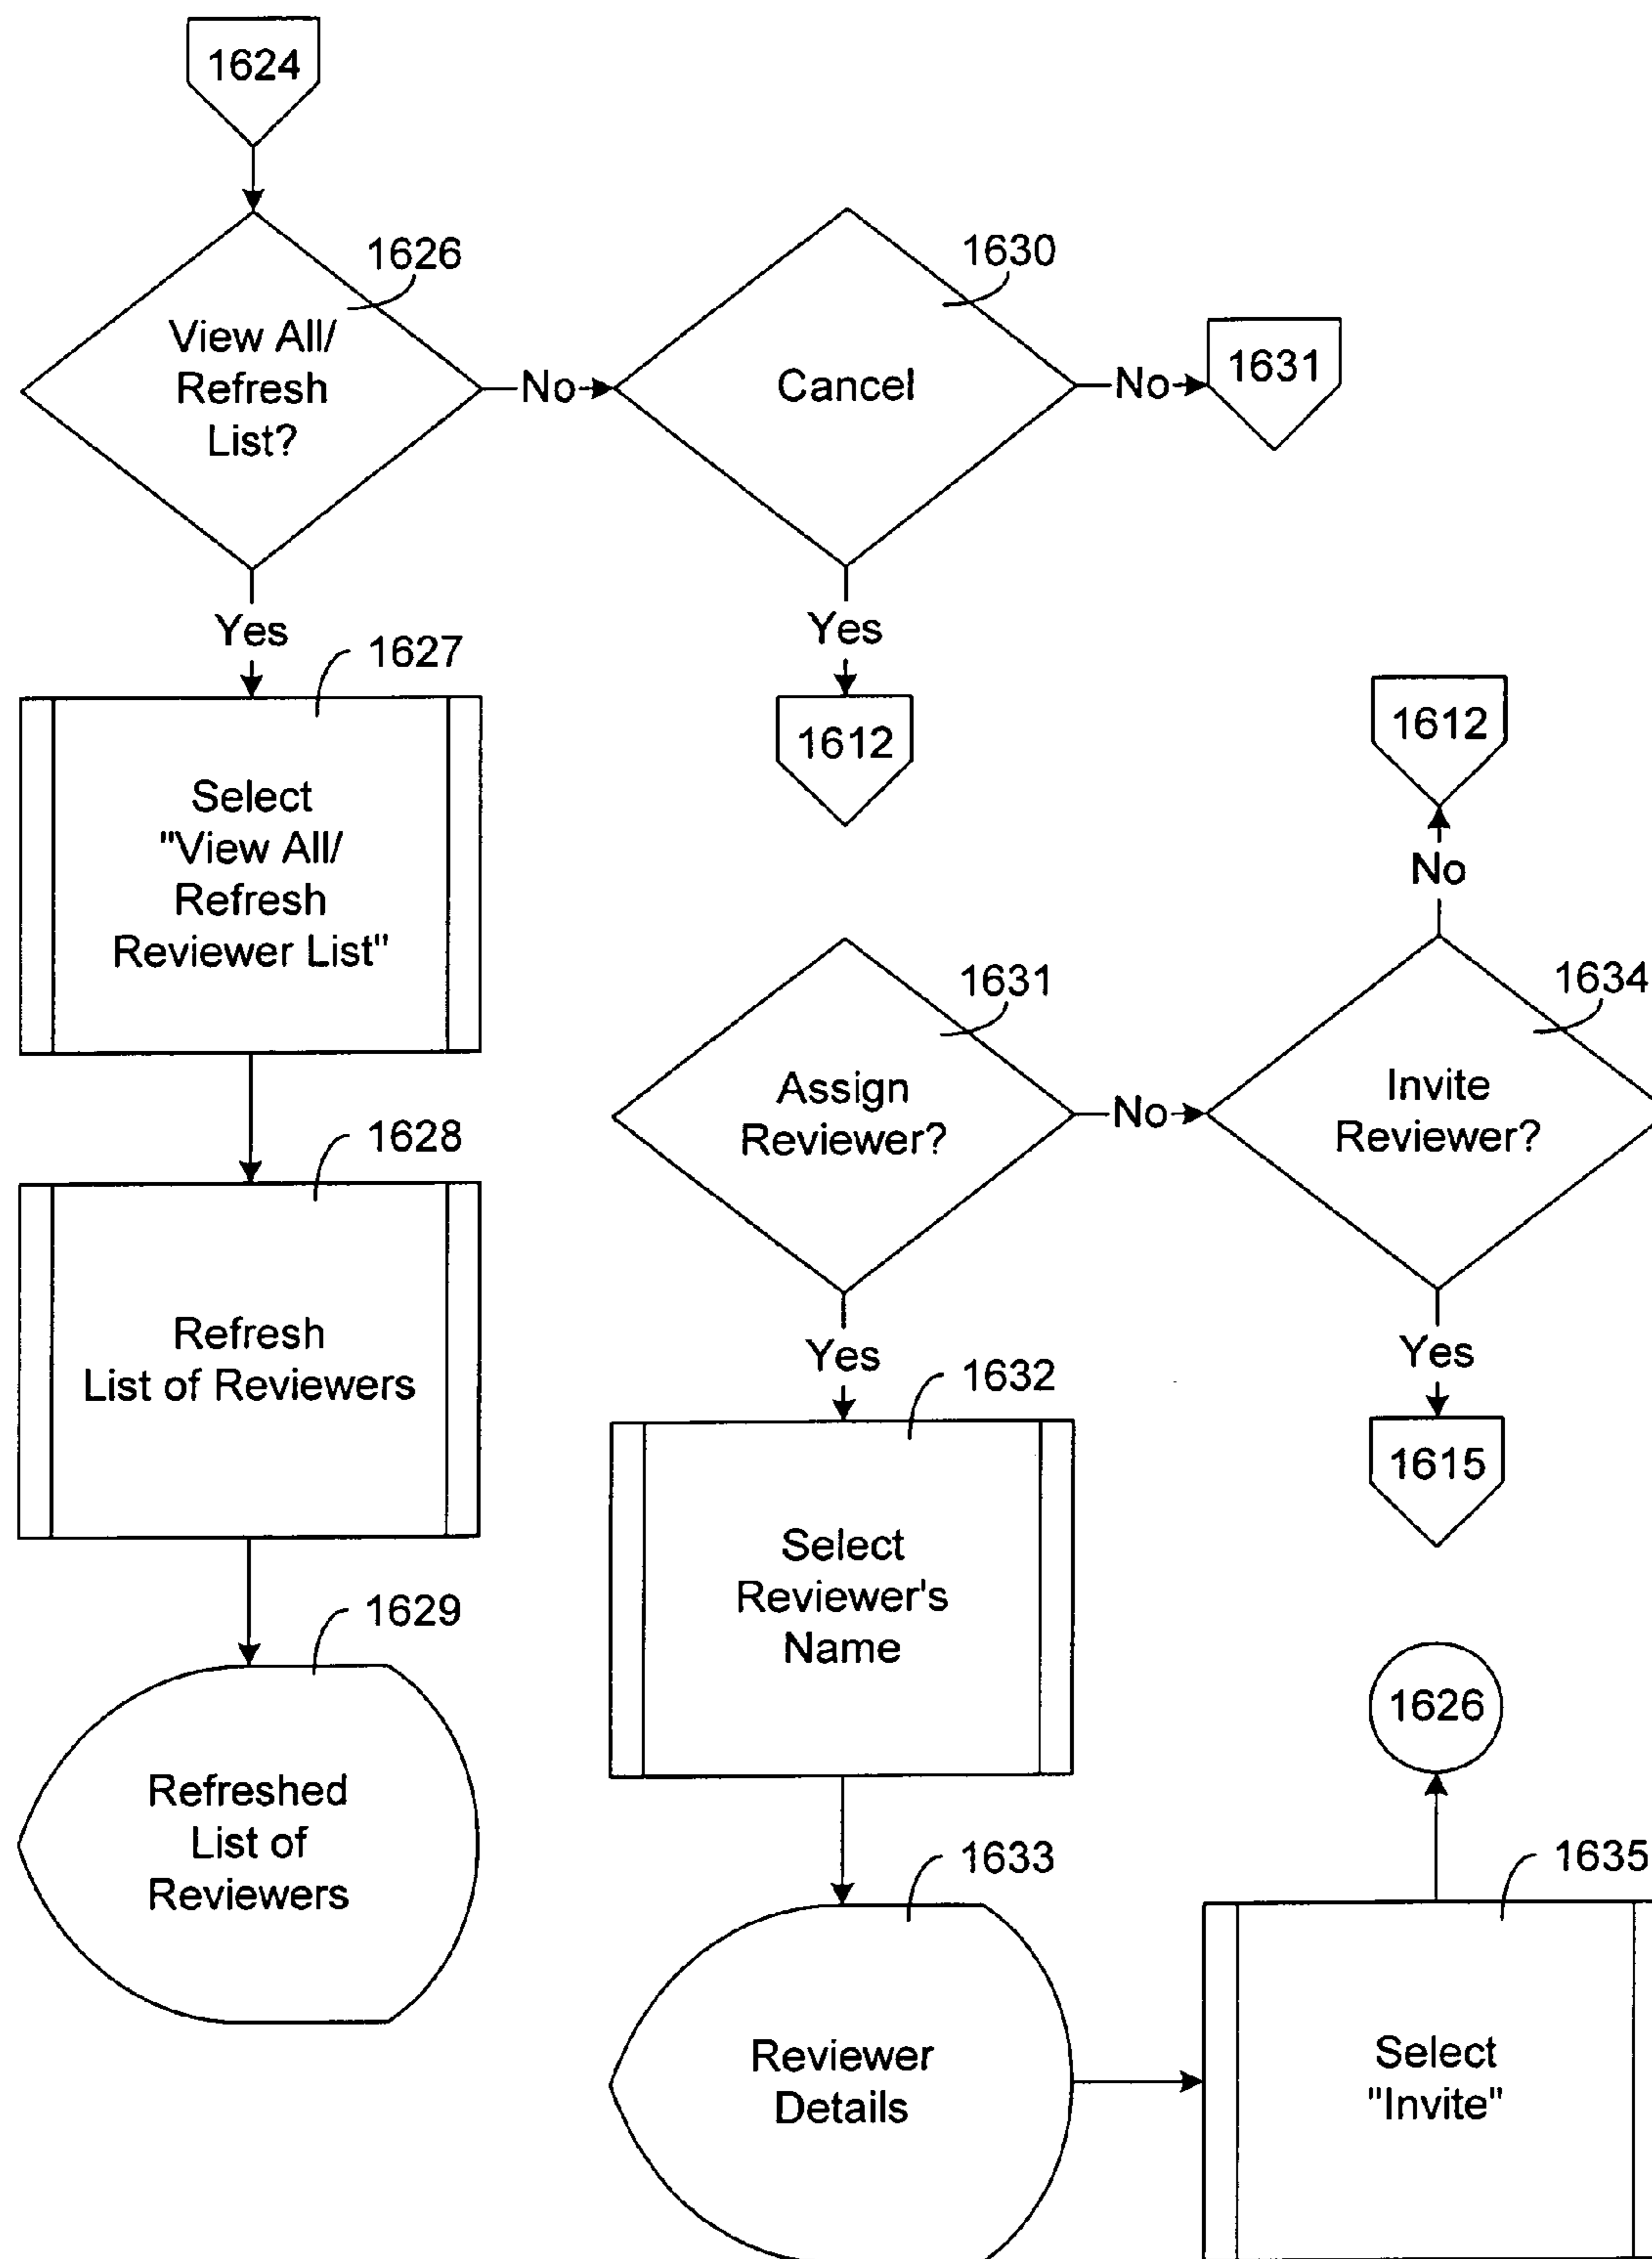 1624
1626
View All/
Refresh
List?
No
1630
Cancel
No
1631
Yes
1627
Select
"View All/
Refresh
Reviewer List"
Yes
1612
1612
No
1631
Assign
Reviewer?
No
1634
Invite
Reviewer?
1628
Refresh
List of Reviewers
Yes
1632
Select
Reviewer's
Name
Yes
1615
1629
Refreshed
List of
Reviewers
1626
1633
Reviewer
Details
1635
Select
"Invite"